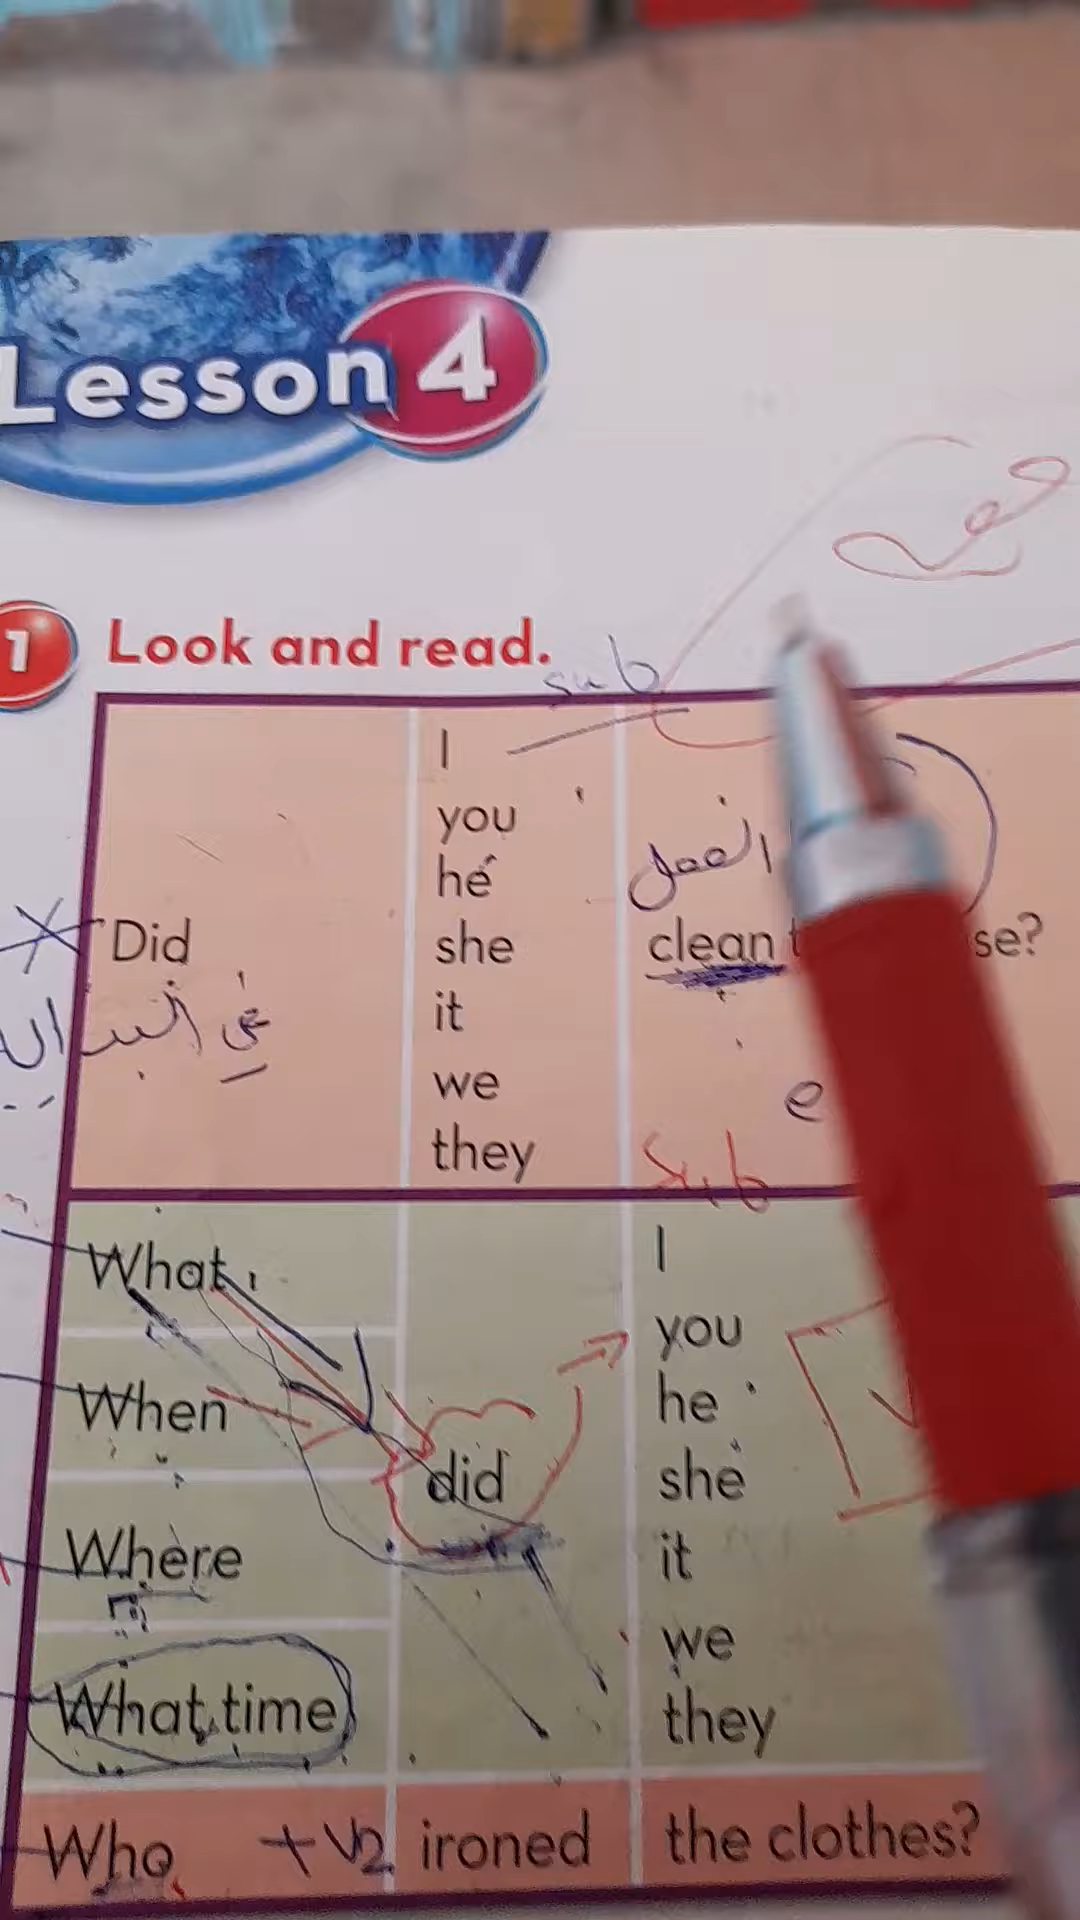 Lesson 4
1 Look and read.
sub
I
you
الفعل
he
Did she clean se?
في البداية
it
we
e
they
sub
What
I
you
When
he
did
she
Where
it
we
What time
they
Who + V2 ironed the clothes?